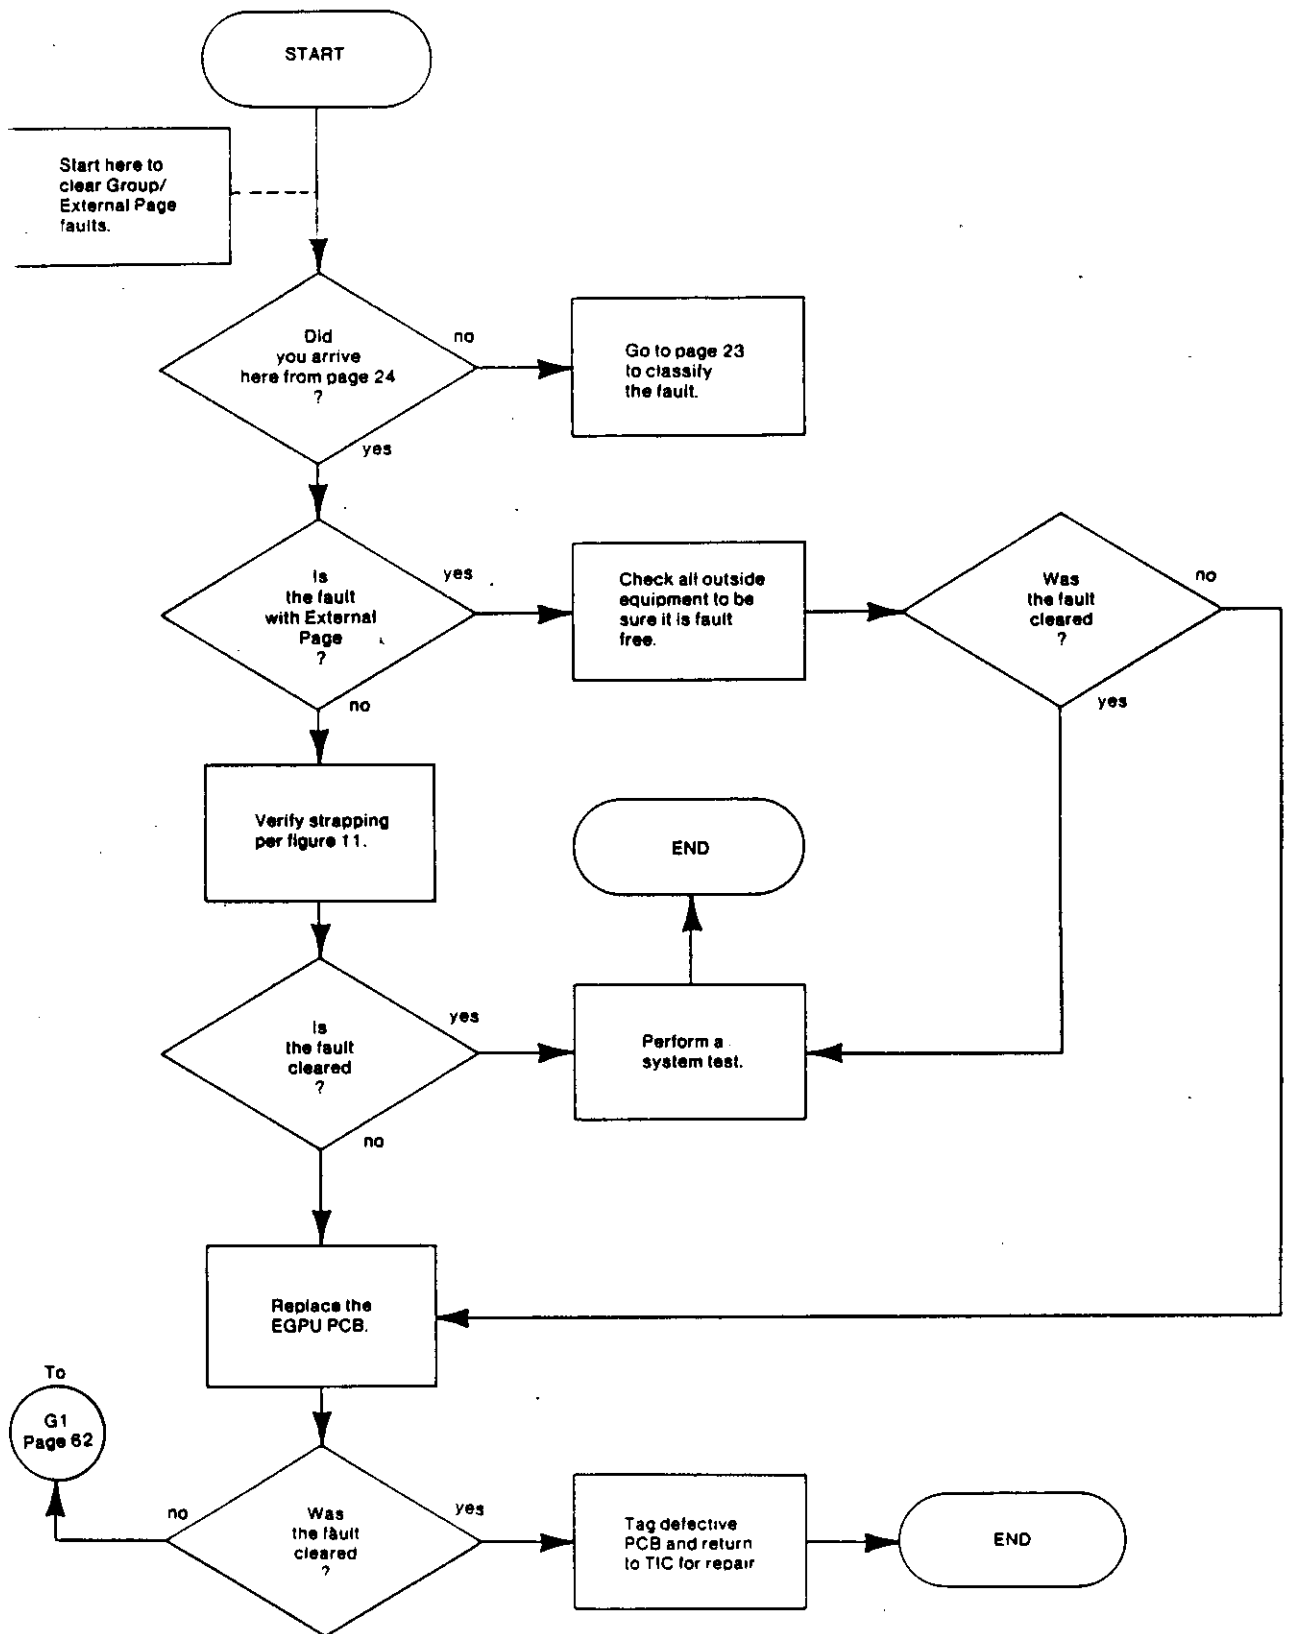 START
Start here to
clear Group/
External Page
faults.
Did
you arrive
here from page 24
?
no
yes
Go to page 23
to classify
the fault.
Is
the fault
with External
Page
?
yes
no
Check all outside
equipment to be
sure it is fault
free.
Was
the fault
cleared
?
no
yes
Verify strapping
per figure 11.
END
Is
the fault
cleared
?
yes
no
Perform a
system test.
Replace the
EGPU PCB.
To
G1
Page 62
Was
the fault
cleared
?
no
yes
Tag defective
PCB and return
to TIC for repair
END